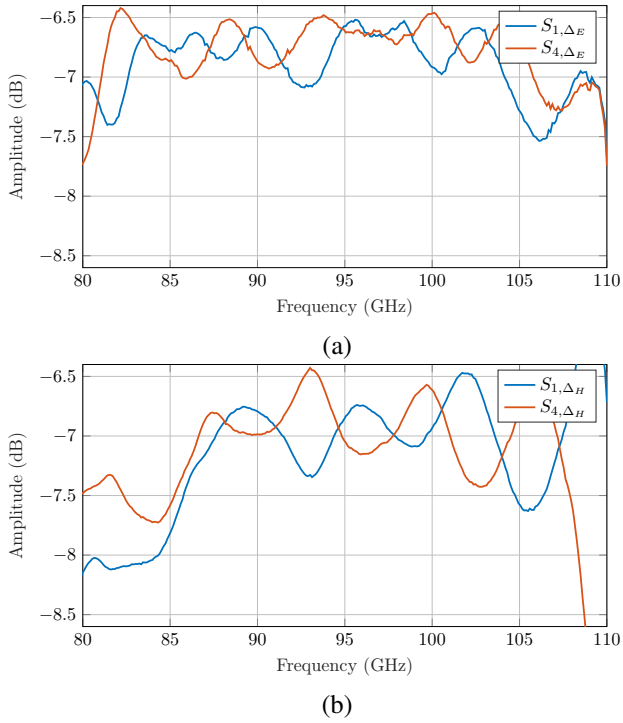 −6.5
−7
−7.5
−8
−8.5
80 85 90 95 100 105 110
Frequency (GHz)
Amplitude (dB)
S1,ΔE
S4,ΔE
(a)
−6.5
−7
−7.5
−8
−8.5
80 85 90 95 100 105 110
Frequency (GHz)
Amplitude (dB)
S1,ΔH
S4,ΔH
(b)